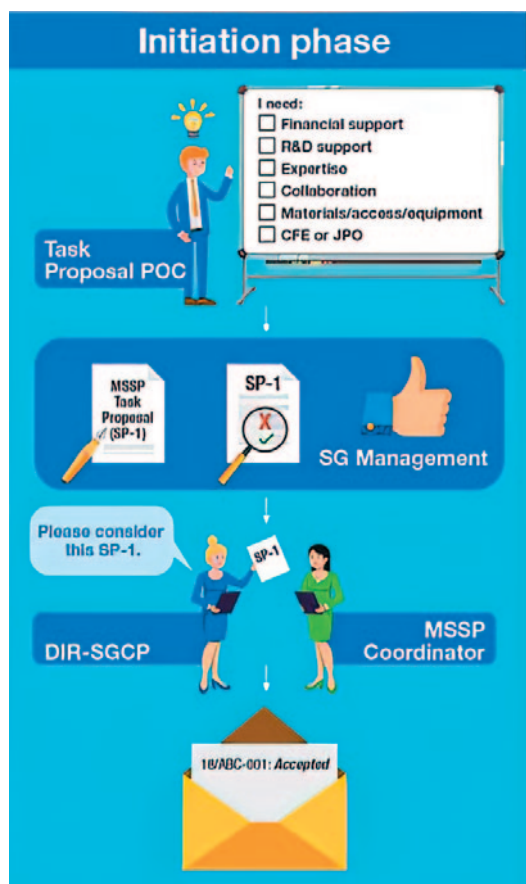 Initiation phase
I need:
Financial support
R&D support
Expertise
Collaboration
Materials/access/equipment
CFE or JPO
Task
Proposal POC
MSSP
Task
Proposal
(SP-1)
SP-1
SG Management
Please consider
this SP-1.
SP-1
DIR-SGCP
MSSP
Coordinator
18/ABC-001: Accepted